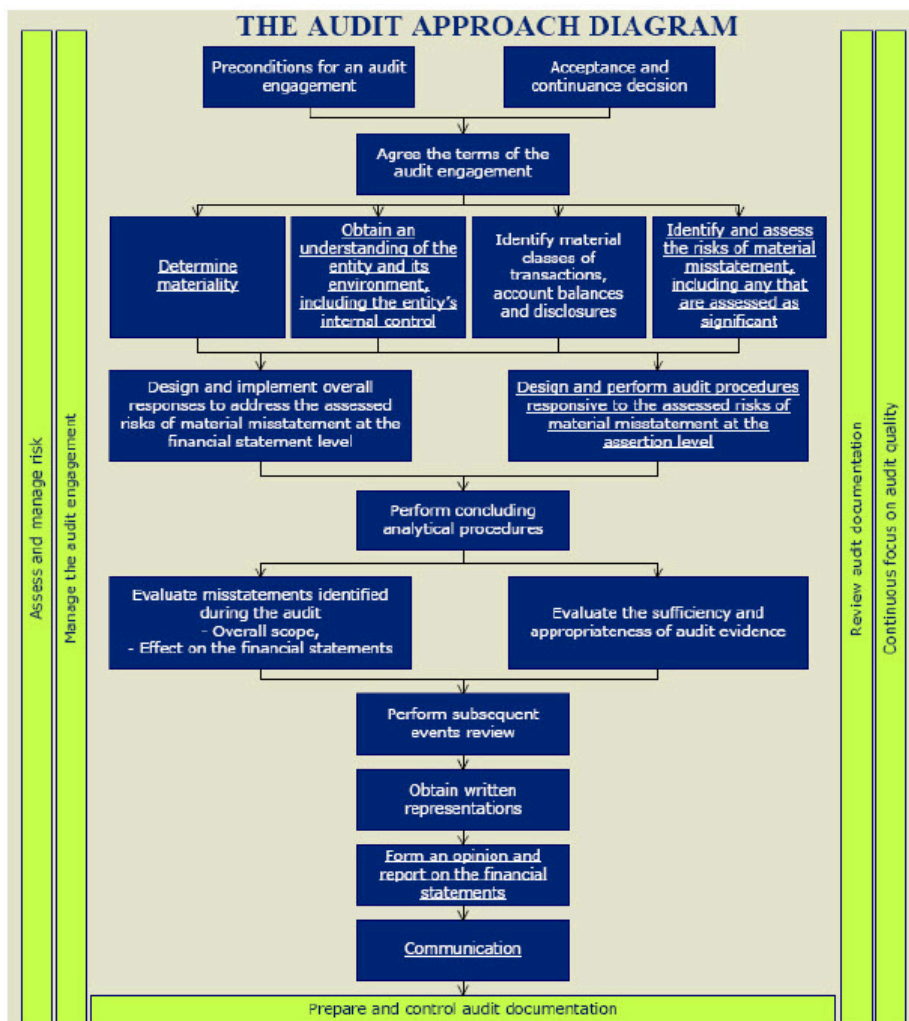 THE AUDIT APPROACH DIAGRAM
Preconditions for an audit
engagement
Acceptance and
continuance decision
Agree the terms of the
audit engagement
Determine
materiality
Obtain an
understanding of the
entity and its
environment,
including the entity's
internal control
Identify material
classes of
transactions,
account balances
and disclosures
Identify and assess
the risks of material
misstatement,
including any that
are assessed as
significant
Design and implement overall
responses to address the assessed
risks of material misstatement at the
financial statement level
Design and perform audit procedures
responsive to the assessed risks of
material misstatement at the
assertion level
Perform concluding
analytical procedures
Evaluate misstatements identified
during the audit
- Overall scope,
- Effect on the financial statements
Evaluate the sufficiency and
appropriateness of audit evidence
Perform subsequent
events review
Obtain written
representations
Form an opinion and
report on the financial
statements
Communication
Prepare and control audit documentation
Assess and manage risk
Manage the audit engagement
Review audit documentation
Continuous focus on audit quality